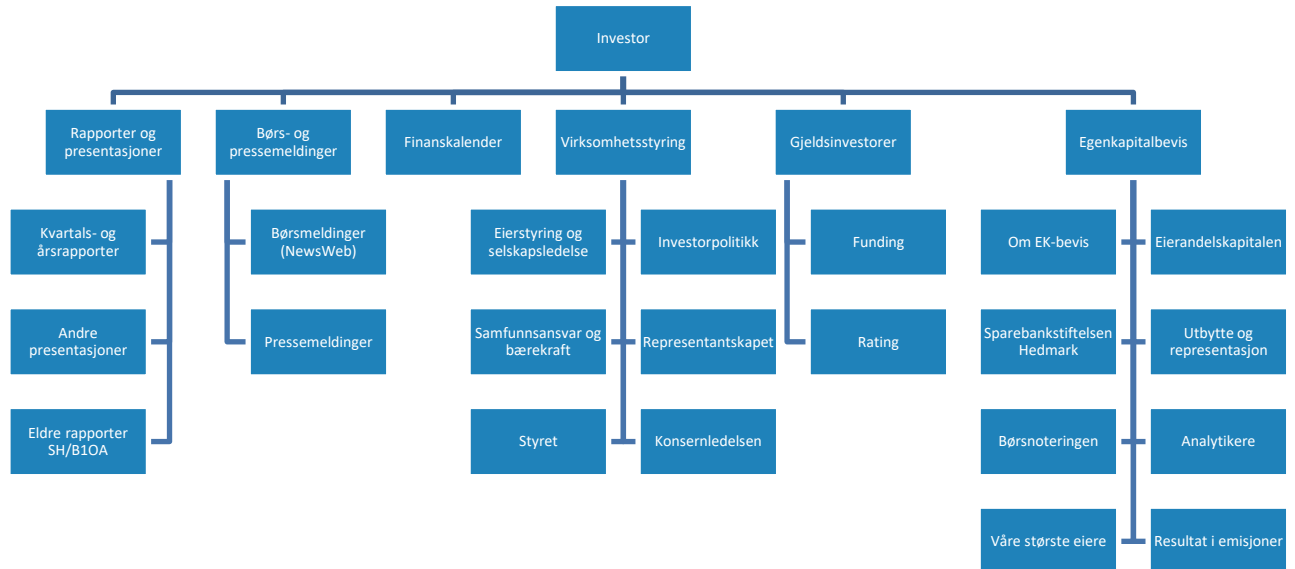 Investor
Rapporter og
presentasjoner
Børs- og
pressemeldinger
Finanskalender
Virksomhetsstyring
Gjeldsinvestorer
Egenkapitalbevis
Kvartals- og
årsrapporter
Børsmeldinger
(NewsWeb)
Eierstyring og
selskapsledelse
Investorpolitikk
Funding
Om EK-bevis
Eierandelskapitalen
Andre
presentasjoner
Pressemeldinger
Samfunnsansvar og
bærekraft
Representantskapet
Rating
Sparebankstiftelsen
Hedmark
Utbytte og
representasjon
Eldre rapporter
SH/B1OA
Styret
Konsernledelsen
Børsnoteringen
Analytikere
Våre største eiere
Resultat i emisjoner